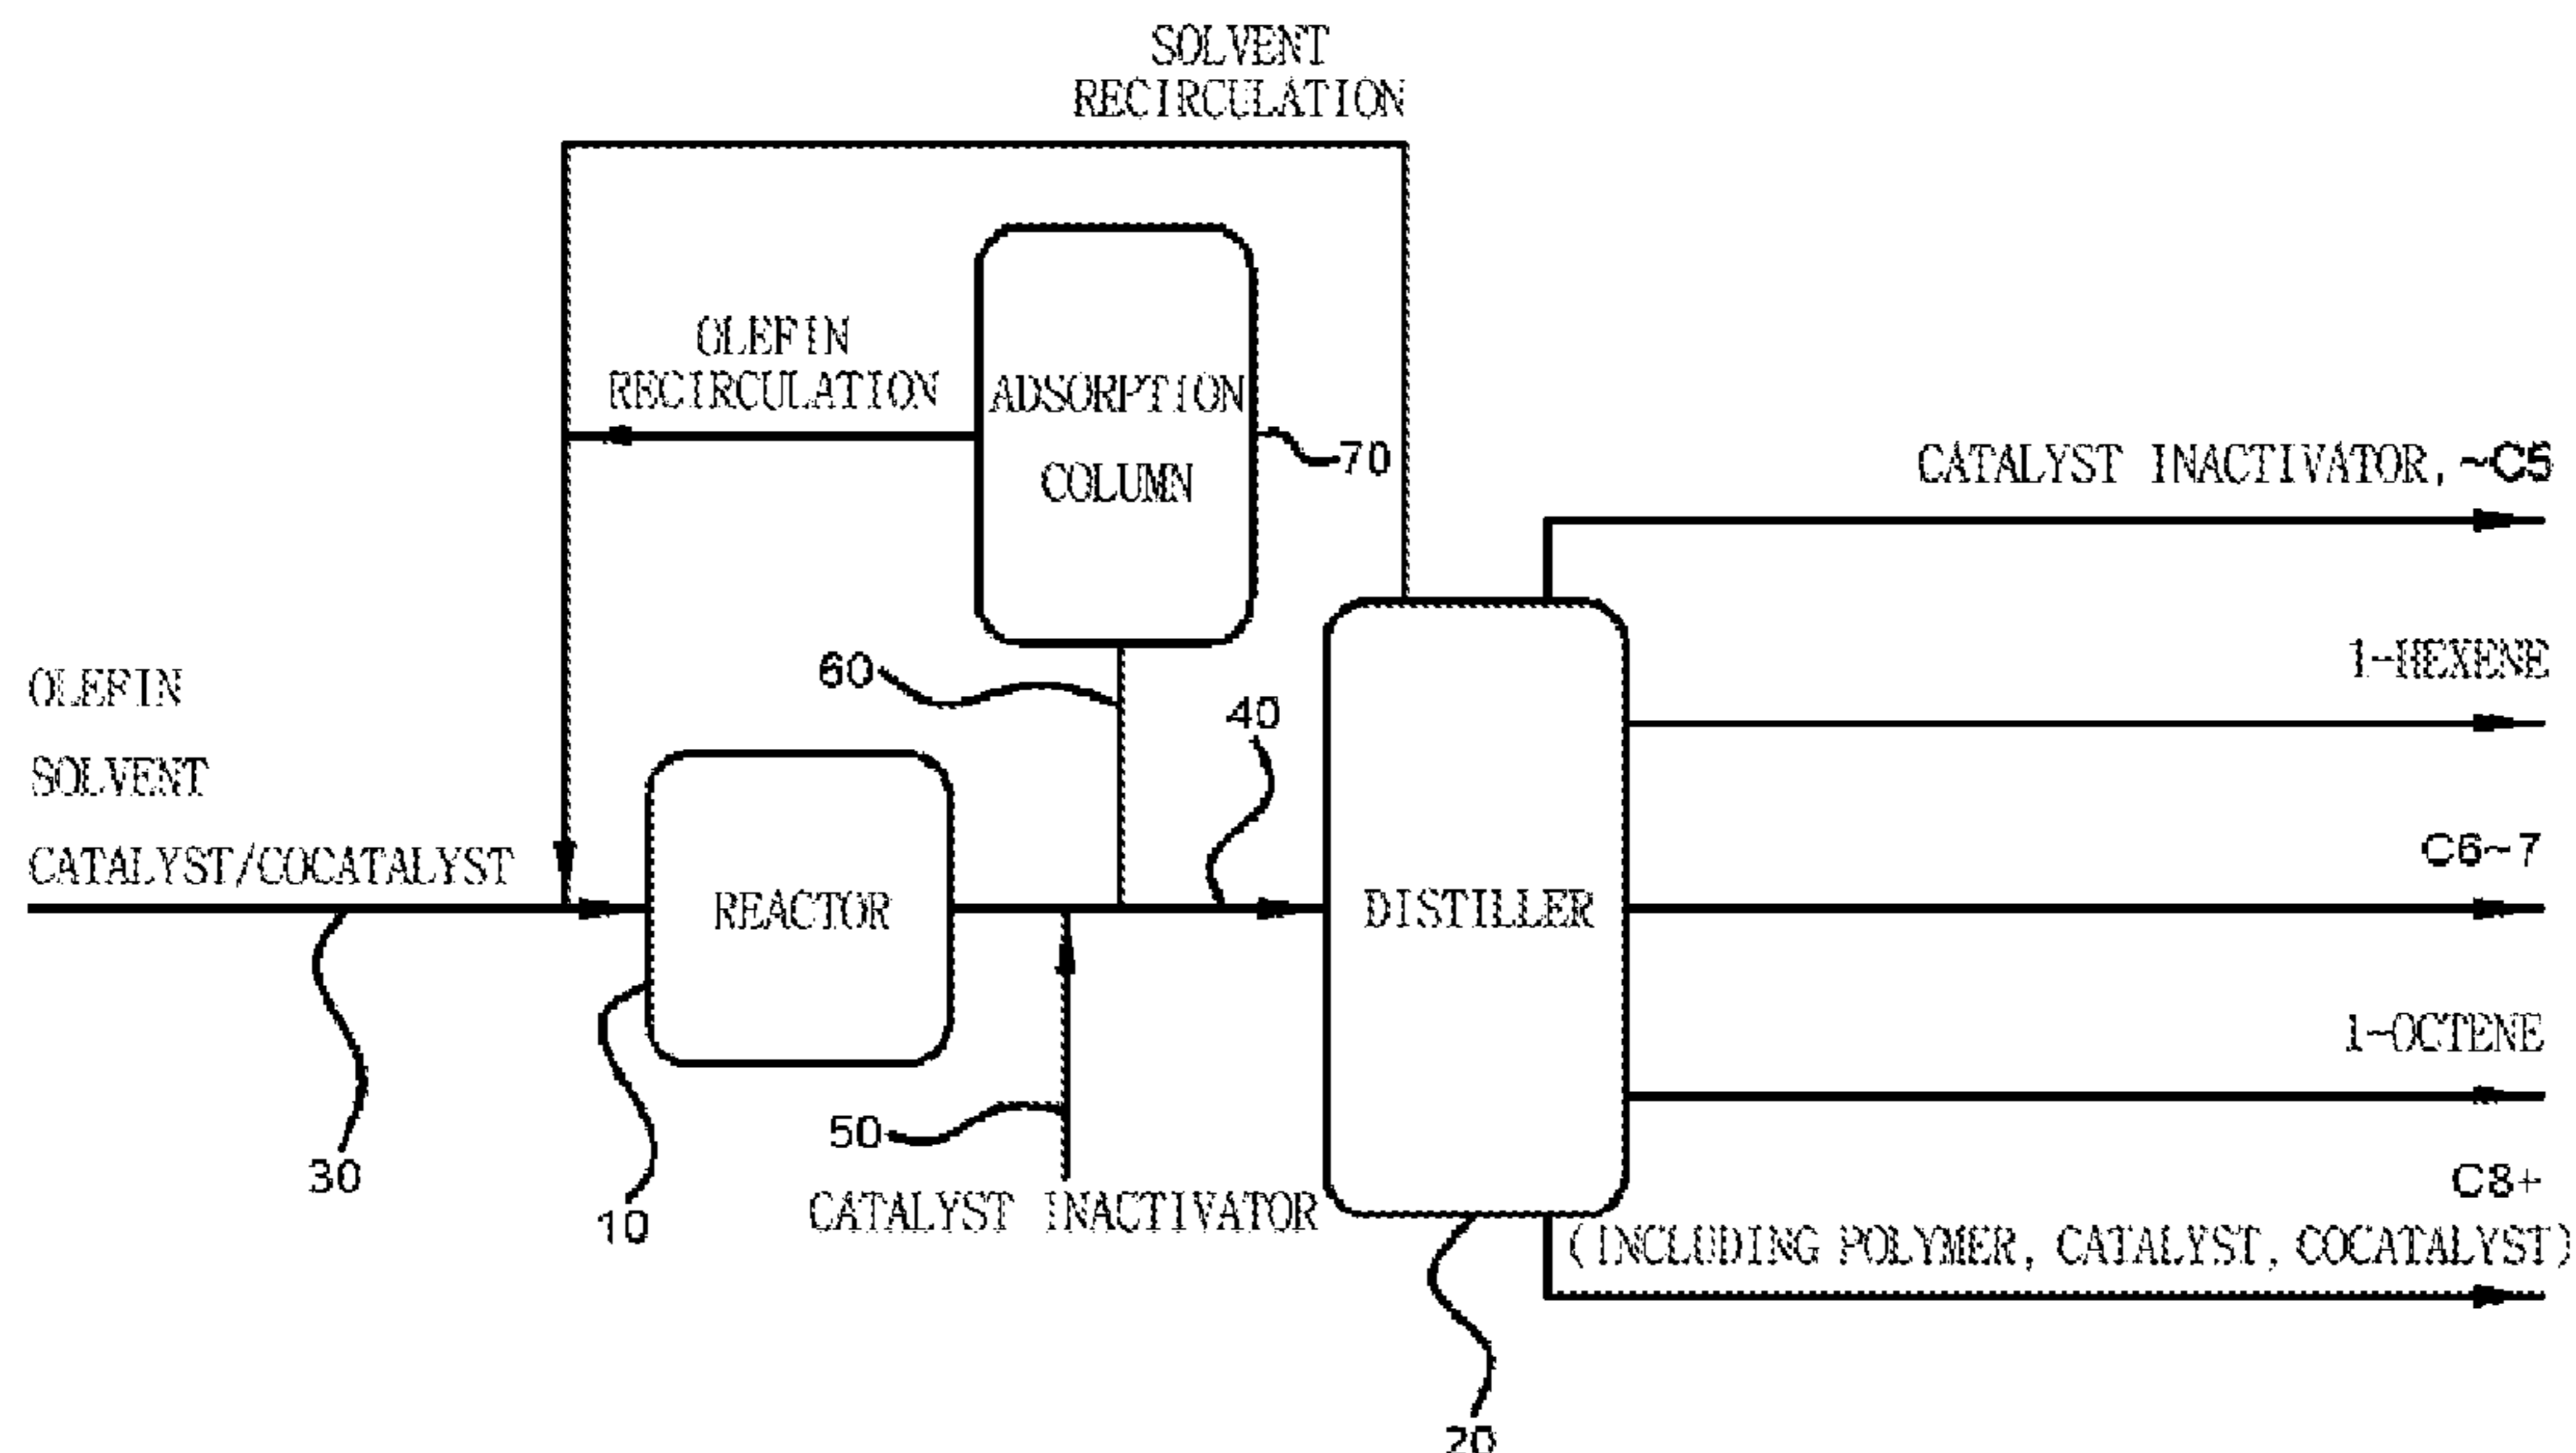 SOLVENT
RECIRCULATION
OLEFIN
RECIRCULATION
ADSORPTION
COLUMN
70
CATALYST INACTIVATOR, ~C5
60
40
1-HEXENE
OLEFIN
SOLVENT
CATALYST/COCATALYST
REACTOR
DISTILLER
C6~7
1-OCTENE
50
30
10
CATALYST INACTIVATOR
C8+
(INCLUDING POLYMER, CATALYST, COCATALYST)
20